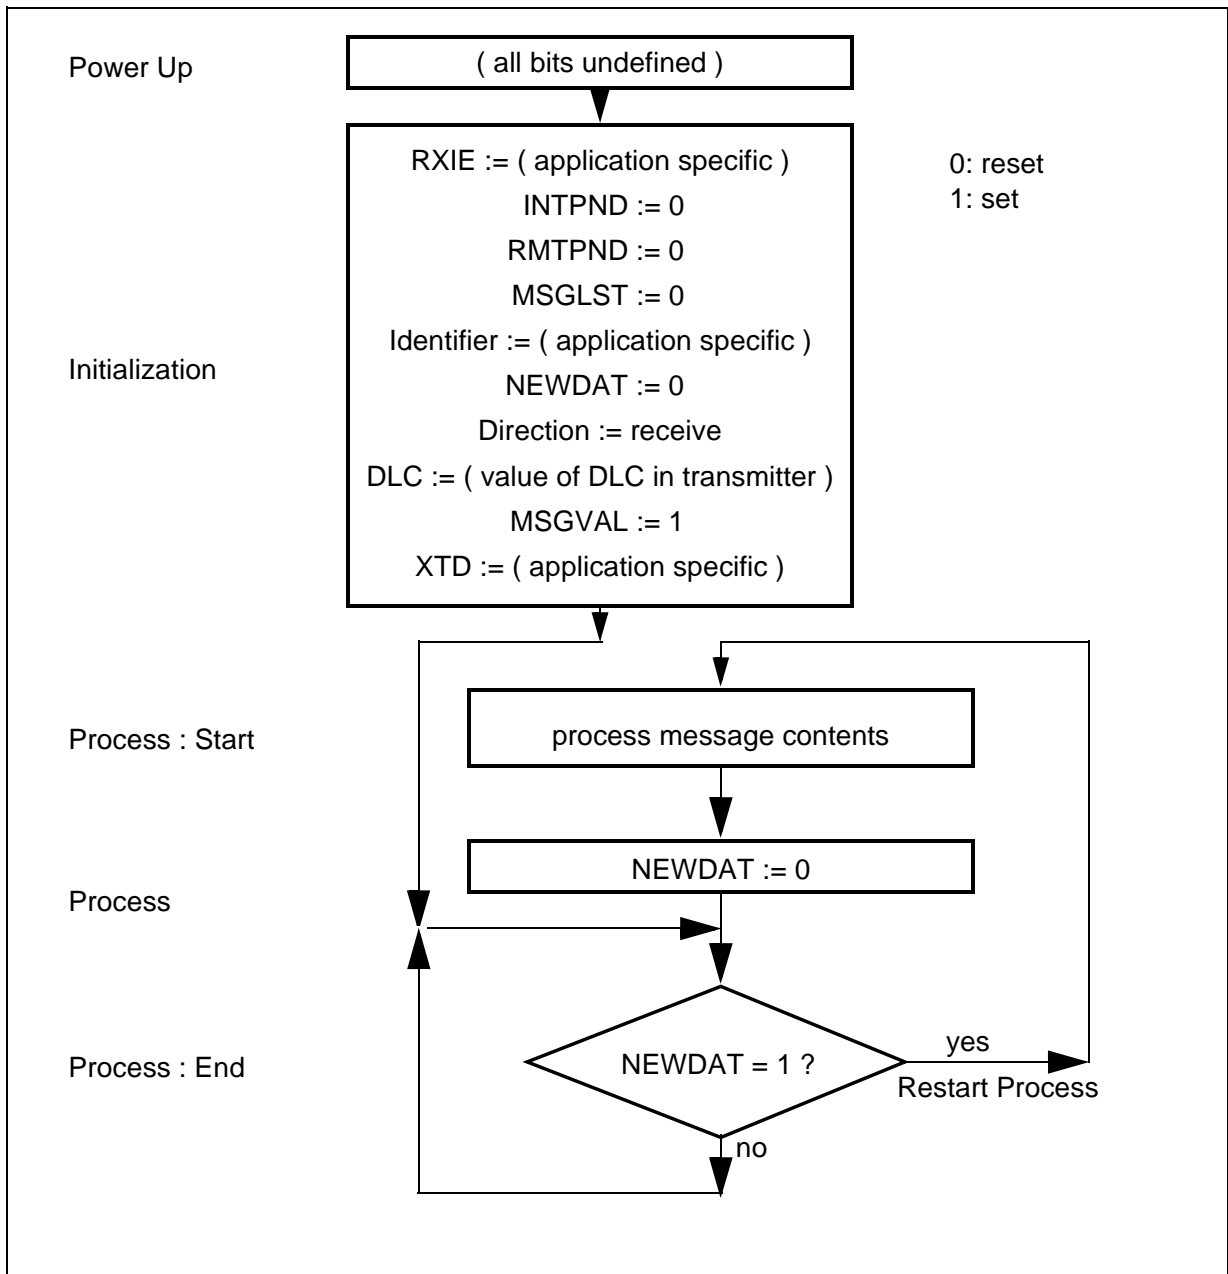 Power Up
( all bits undefined )
RXIE := ( application specific )
INTPND := 0
RMTPND := 0
MSGLST := 0
Identifier := ( application specific )
NEWDAT := 0
Direction := receive
DLC := ( value of DLC in transmitter )
MSGVAL := 1
XTD := ( application specific )
0: reset
1: set
Initialization
Process : Start
process message contents
NEWDAT := 0
Process
Process : End
NEWDAT = 1 ?
yes
Restart Process
no